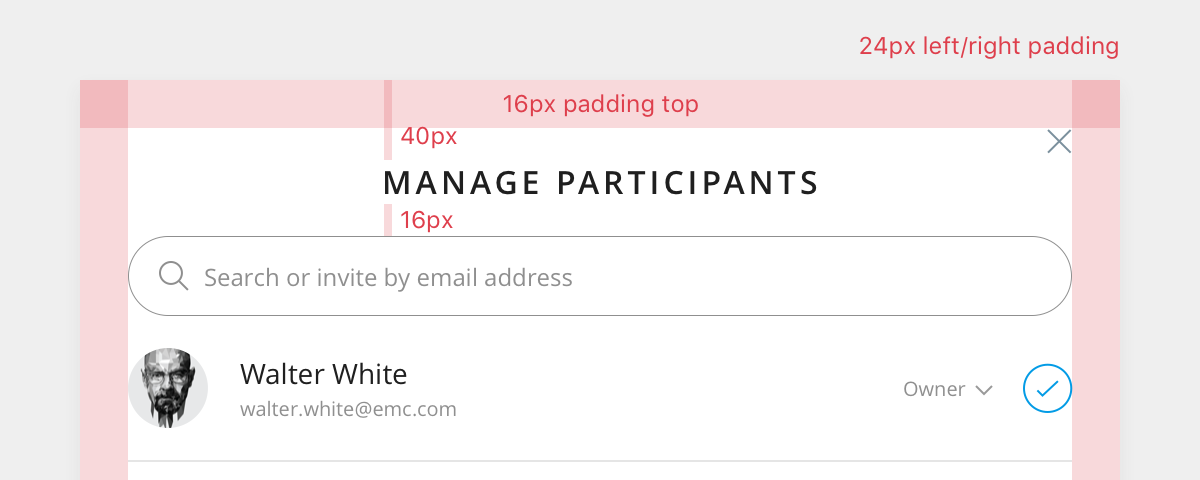 24px left/right padding
16px padding top
40px
MANAGE PARTICIPANTS
16px
Search or invite by email address
Walter White
walter.white@emc.com
Owner